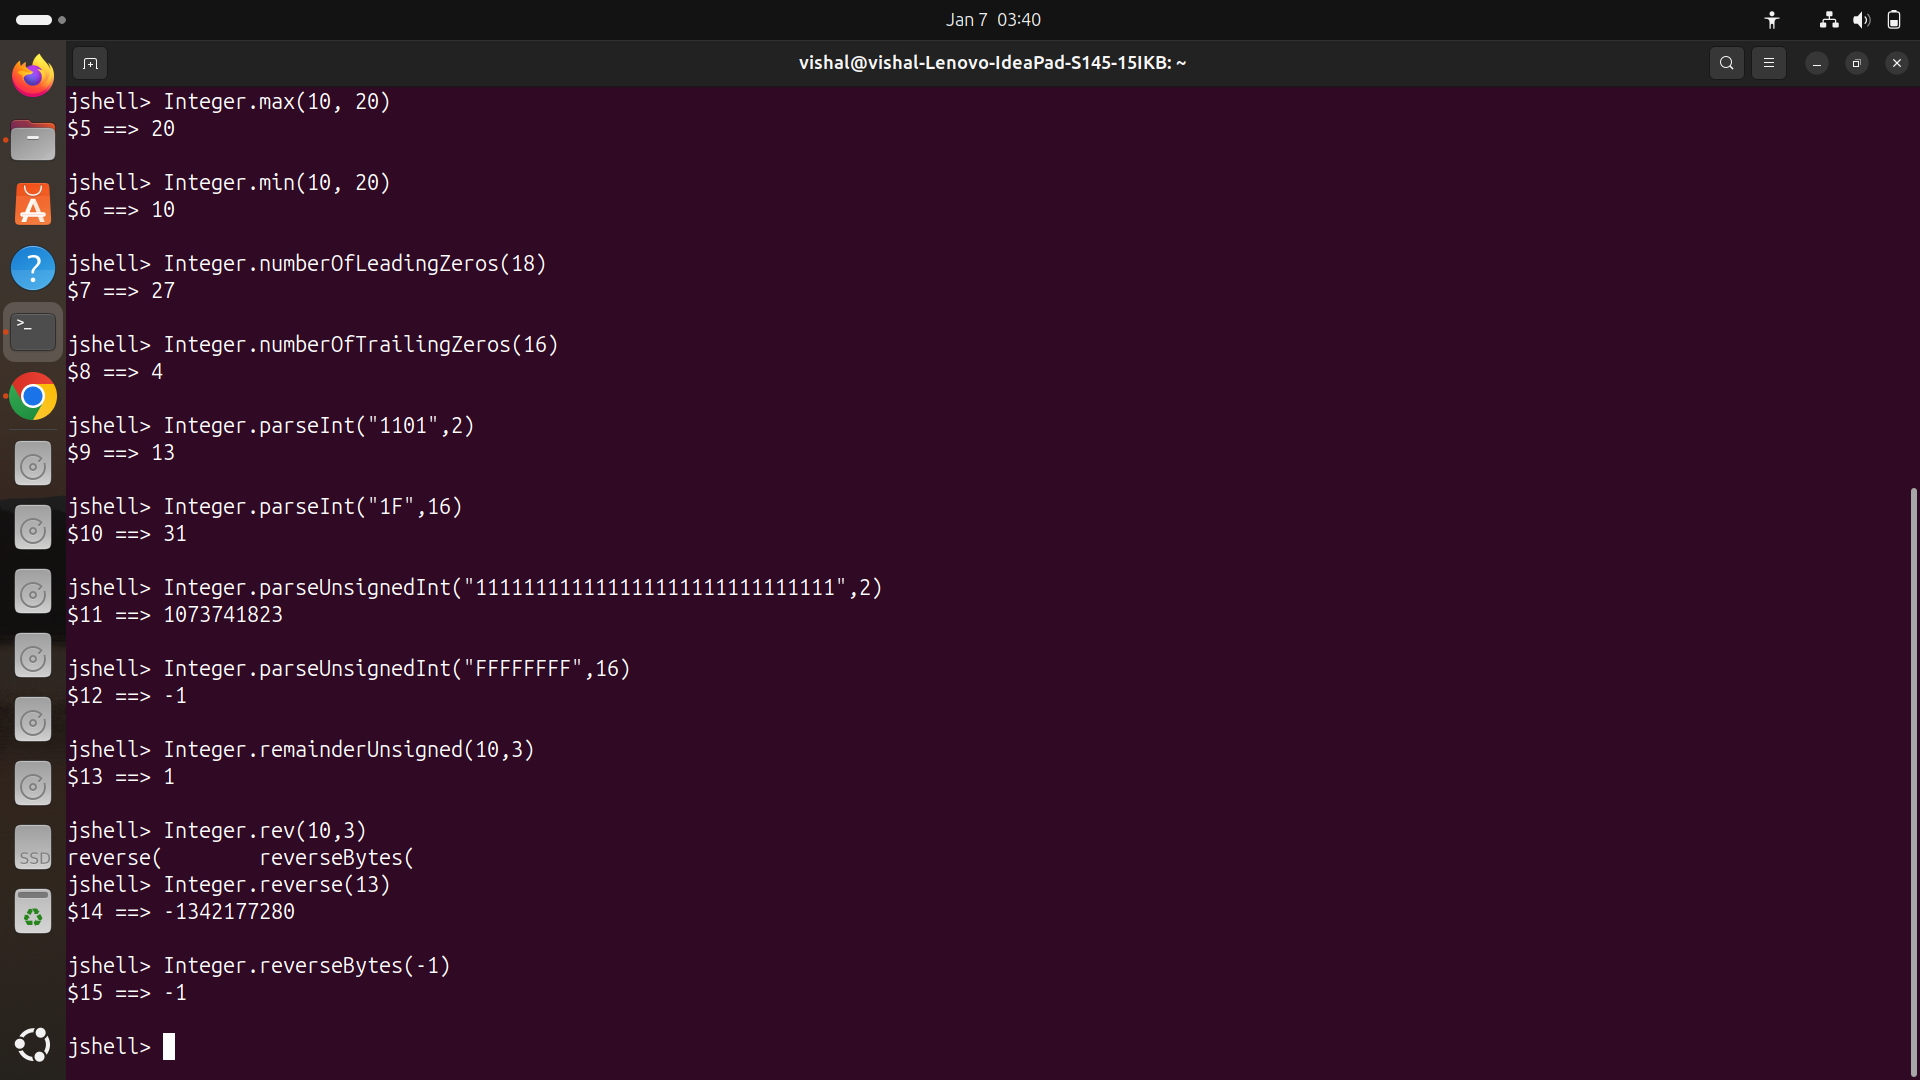 Jan 7 03:40
vishal@vishal-Lenovo-IdeaPad-S145-15IKB: ~
jshell> Integer.max(10, 20)
$5 ==> 20
jshell> Integer.min(10, 20)
$6 ==> 10
jshell> Integer.numberOfLeadingZeros(18)
$7 ==> 27
jshell> Integer.numberOfTrailingZeros(16)
$8 ==> 4
jshell> Integer.parseInt("1101",2)
$9 ==> 13
jshell> Integer.parseInt("1F",16)
$10 ==> 31
jshell> Integer.parseUnsignedInt("111111111111111111111111111111",2)
$11 ==> 1073741823
jshell> Integer.parseUnsignedInt("FFFFFFFF",16)
$12 ==> -1
jshell> Integer.remainderUnsigned(10,3)
$13 ==> 1
jshell> Integer.rev(10,3)
reverse(        reverseBytes(
jshell> Integer.reverse(13)
$14 ==> -1342177280
jshell> Integer.reverseBytes(-1)
$15 ==> -1
jshell>
>_
SSD